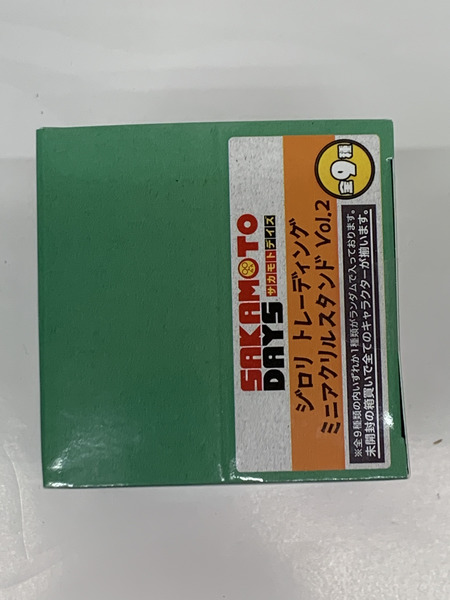 SAKAMOTO
DAYS サカモトデイズ
ジロリ トレーディング
ミニアクリルスタンド Vol.2
全9種
※全9種類の内いずれか1種類がランダムで入っております。
未開封の箱買いで全てのキャラクターが揃います。